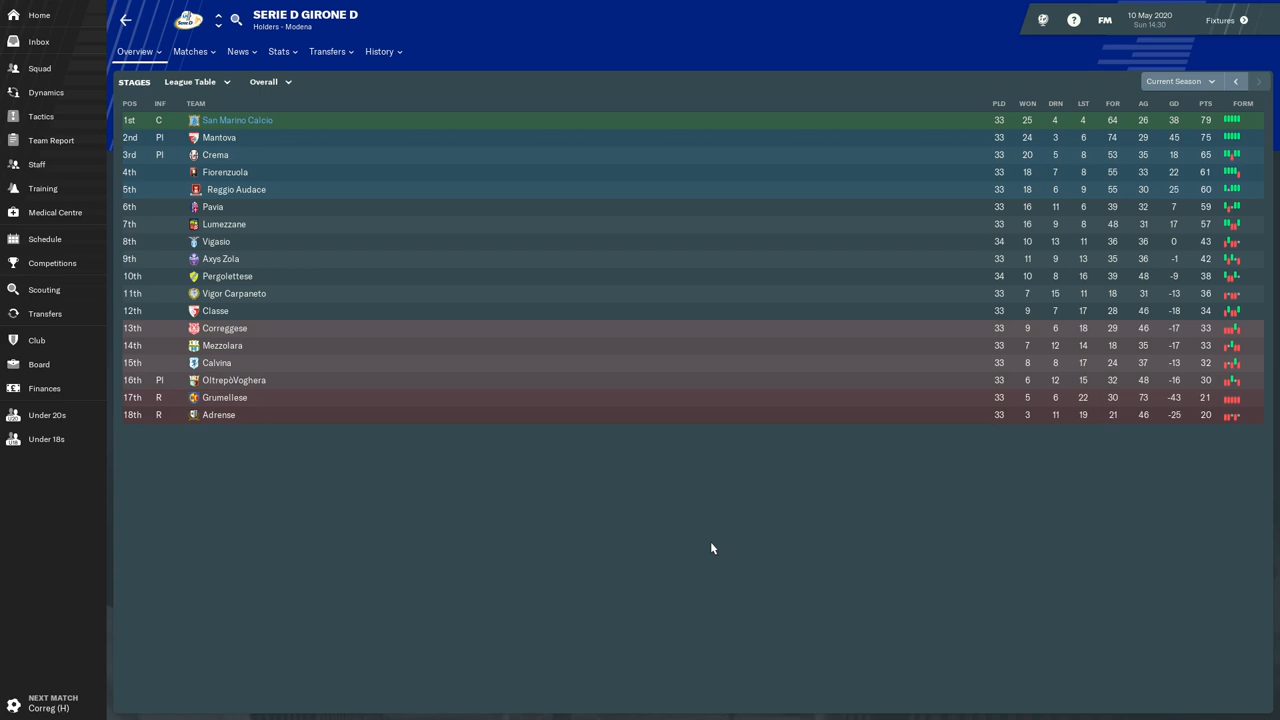 Home
Inbox
Squad
Dynamics
Tactics
Team Report
Staff
Training
Medical Centre
Schedule
Competitions
Scouting
Transfers
Club
Board
Finances
Under 20s
Under 18s
NEXT MATCH
Correg (H)
SERIE D GIRONE D
Holders - Modena
FM
10 May 2020
Sun 14:30
Fixtures
Overview Matches News Stats Transfers History
STAGES League Table Overall Current Season
POS INF TEAM PLD WON DRN LST FOR AG GD PTS FORM
1st C San Marino Calcio 33 25 4 4 64 26 38 79
2nd Pl Mantova 33 24 3 6 74 29 45 75
3rd Pl Crema 33 20 5 8 53 35 18 65
4th Fiorenzuola 33 18 7 8 55 33 22 61
5th Reggio Audace 33 18 6 9 55 30 25 60
6th Pavia 33 16 11 6 39 32 7 59
7th Lumezzane 33 16 9 8 48 31 17 57
8th Vigasio 34 10 13 11 36 36 0 43
9th Axys Zola 33 11 9 13 35 36 -1 42
10th Pergolettese 34 10 8 16 39 48 -9 38
11th Vigor Carpaneto 33 7 15 11 18 31 -13 36
12th Classe 33 9 7 17 28 46 -18 34
13th Correggese 33 9 6 18 29 46 -17 33
14th Mezzolara 33 7 12 14 18 35 -17 33
15th Calvina 33 8 8 17 24 37 -13 32
16th Pl OltrepòVoghera 33 6 12 15 32 48 -16 30
17th R Grumellese 33 5 6 22 30 73 -43 21
18th R Adrense 33 3 11 19 21 46 -25 20